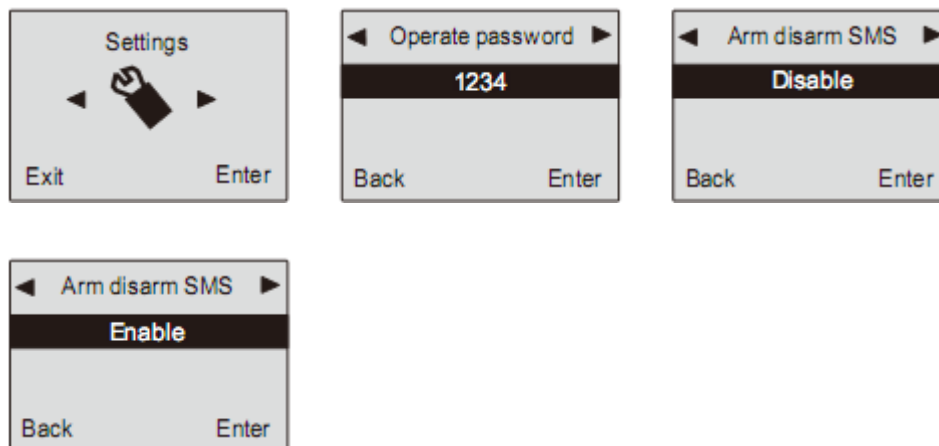 Settings
Exit Enter
Operate password
1234
Back Enter
Arm disarm SMS
Disable
Back Enter
Arm disarm SMS
Enable
Back Enter